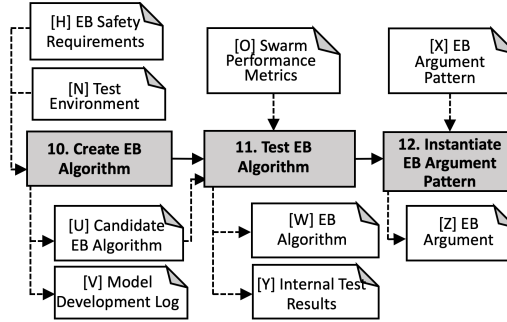 [H] EB Safety
Requirements
[N] Test
Environment
[O] Swarm
Performance
Metrics
[X] EB
Argument
Pattern
10. Create EB
Algorithm
11. Test EB
Algorithm
12. Instantiate
EB Argument
Pattern
[U] Candidate
EB Algorithm
[V] Model
Development Log
[W] EB
Algorithm
[Y] Internal Test
Results
[Z] EB
Argument